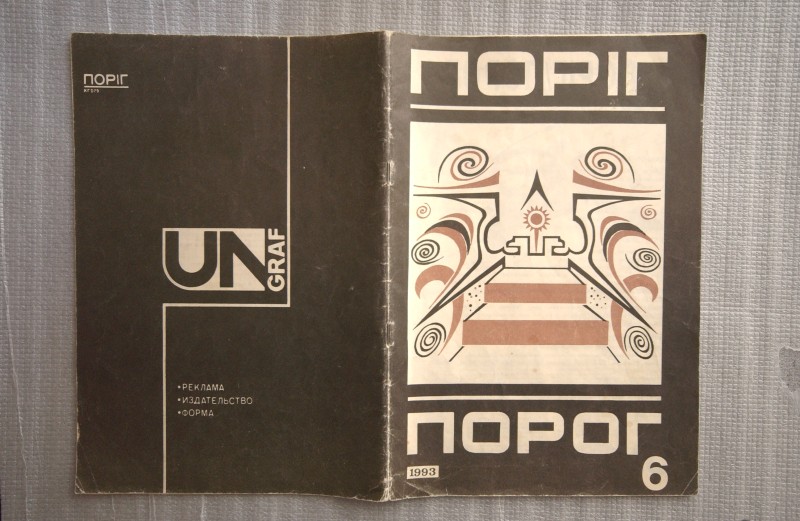 ПОРІГ
UN
GRAF
•РЕКЛАМА
•ИЗДАТЕЛЬСТВО
•ФОРМА
ПОРІГ
ПОРОГ
1993
6